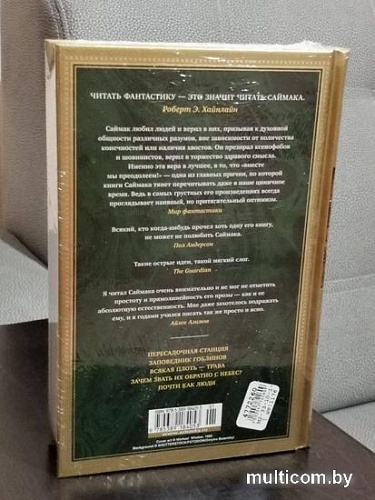 ЧИТАТЬ ФАНТАСТИКУ — ЭТО ЗНАЧИТ ЧИТАТЬ САЙМАКА.
Роберт Э. Хайнлайн
Саймак любил людей и верил в них, призывая к духовной
общности различных разумов, вне зависимости от количества
конечностей или наличия хвостов. Он презирал ксенофобов
и шовинистов, верил в торжество здравого смысла.
Именно эта вера в лучшее, в то, что «вместе
мы преодолеем!» — одна из главных причин, по которой
книги Саймака тянет перечитывать даже в наше циничное
время. Ведь в самых грустных его произведениях всегда
проглядывает наивный, но притягательный оптимизм.
Мир фантастики
Всякий, кто когда-нибудь прочел хоть одну его книгу,
не может не полюбить Саймака.
Пол Андерсон
Такие острые идеи, такой мягкий слог.
The Guardian
Я читал Саймака очень внимательно и не мог не отметить
простоту и прямолинейность его прозы — как и ее
абсолютную естественность. Мне даже захотелось подражать
ему, и я годами учился писать так же просто и ясно.
Айзек Азимов
ПЕРЕСАДОЧНАЯ СТАНЦИЯ
ЗАПОВЕДНИК ГОБЛИНОВ
ВСЯКАЯ ПЛОТЬ — ТРАВА
ЗАЧЕМ ЗВАТЬ ИХ ОБРАТНО С НЕБЕС?
ПОЧТИ КАК ЛЮДИ
Cover art © Michael Whelan,
multicom.by